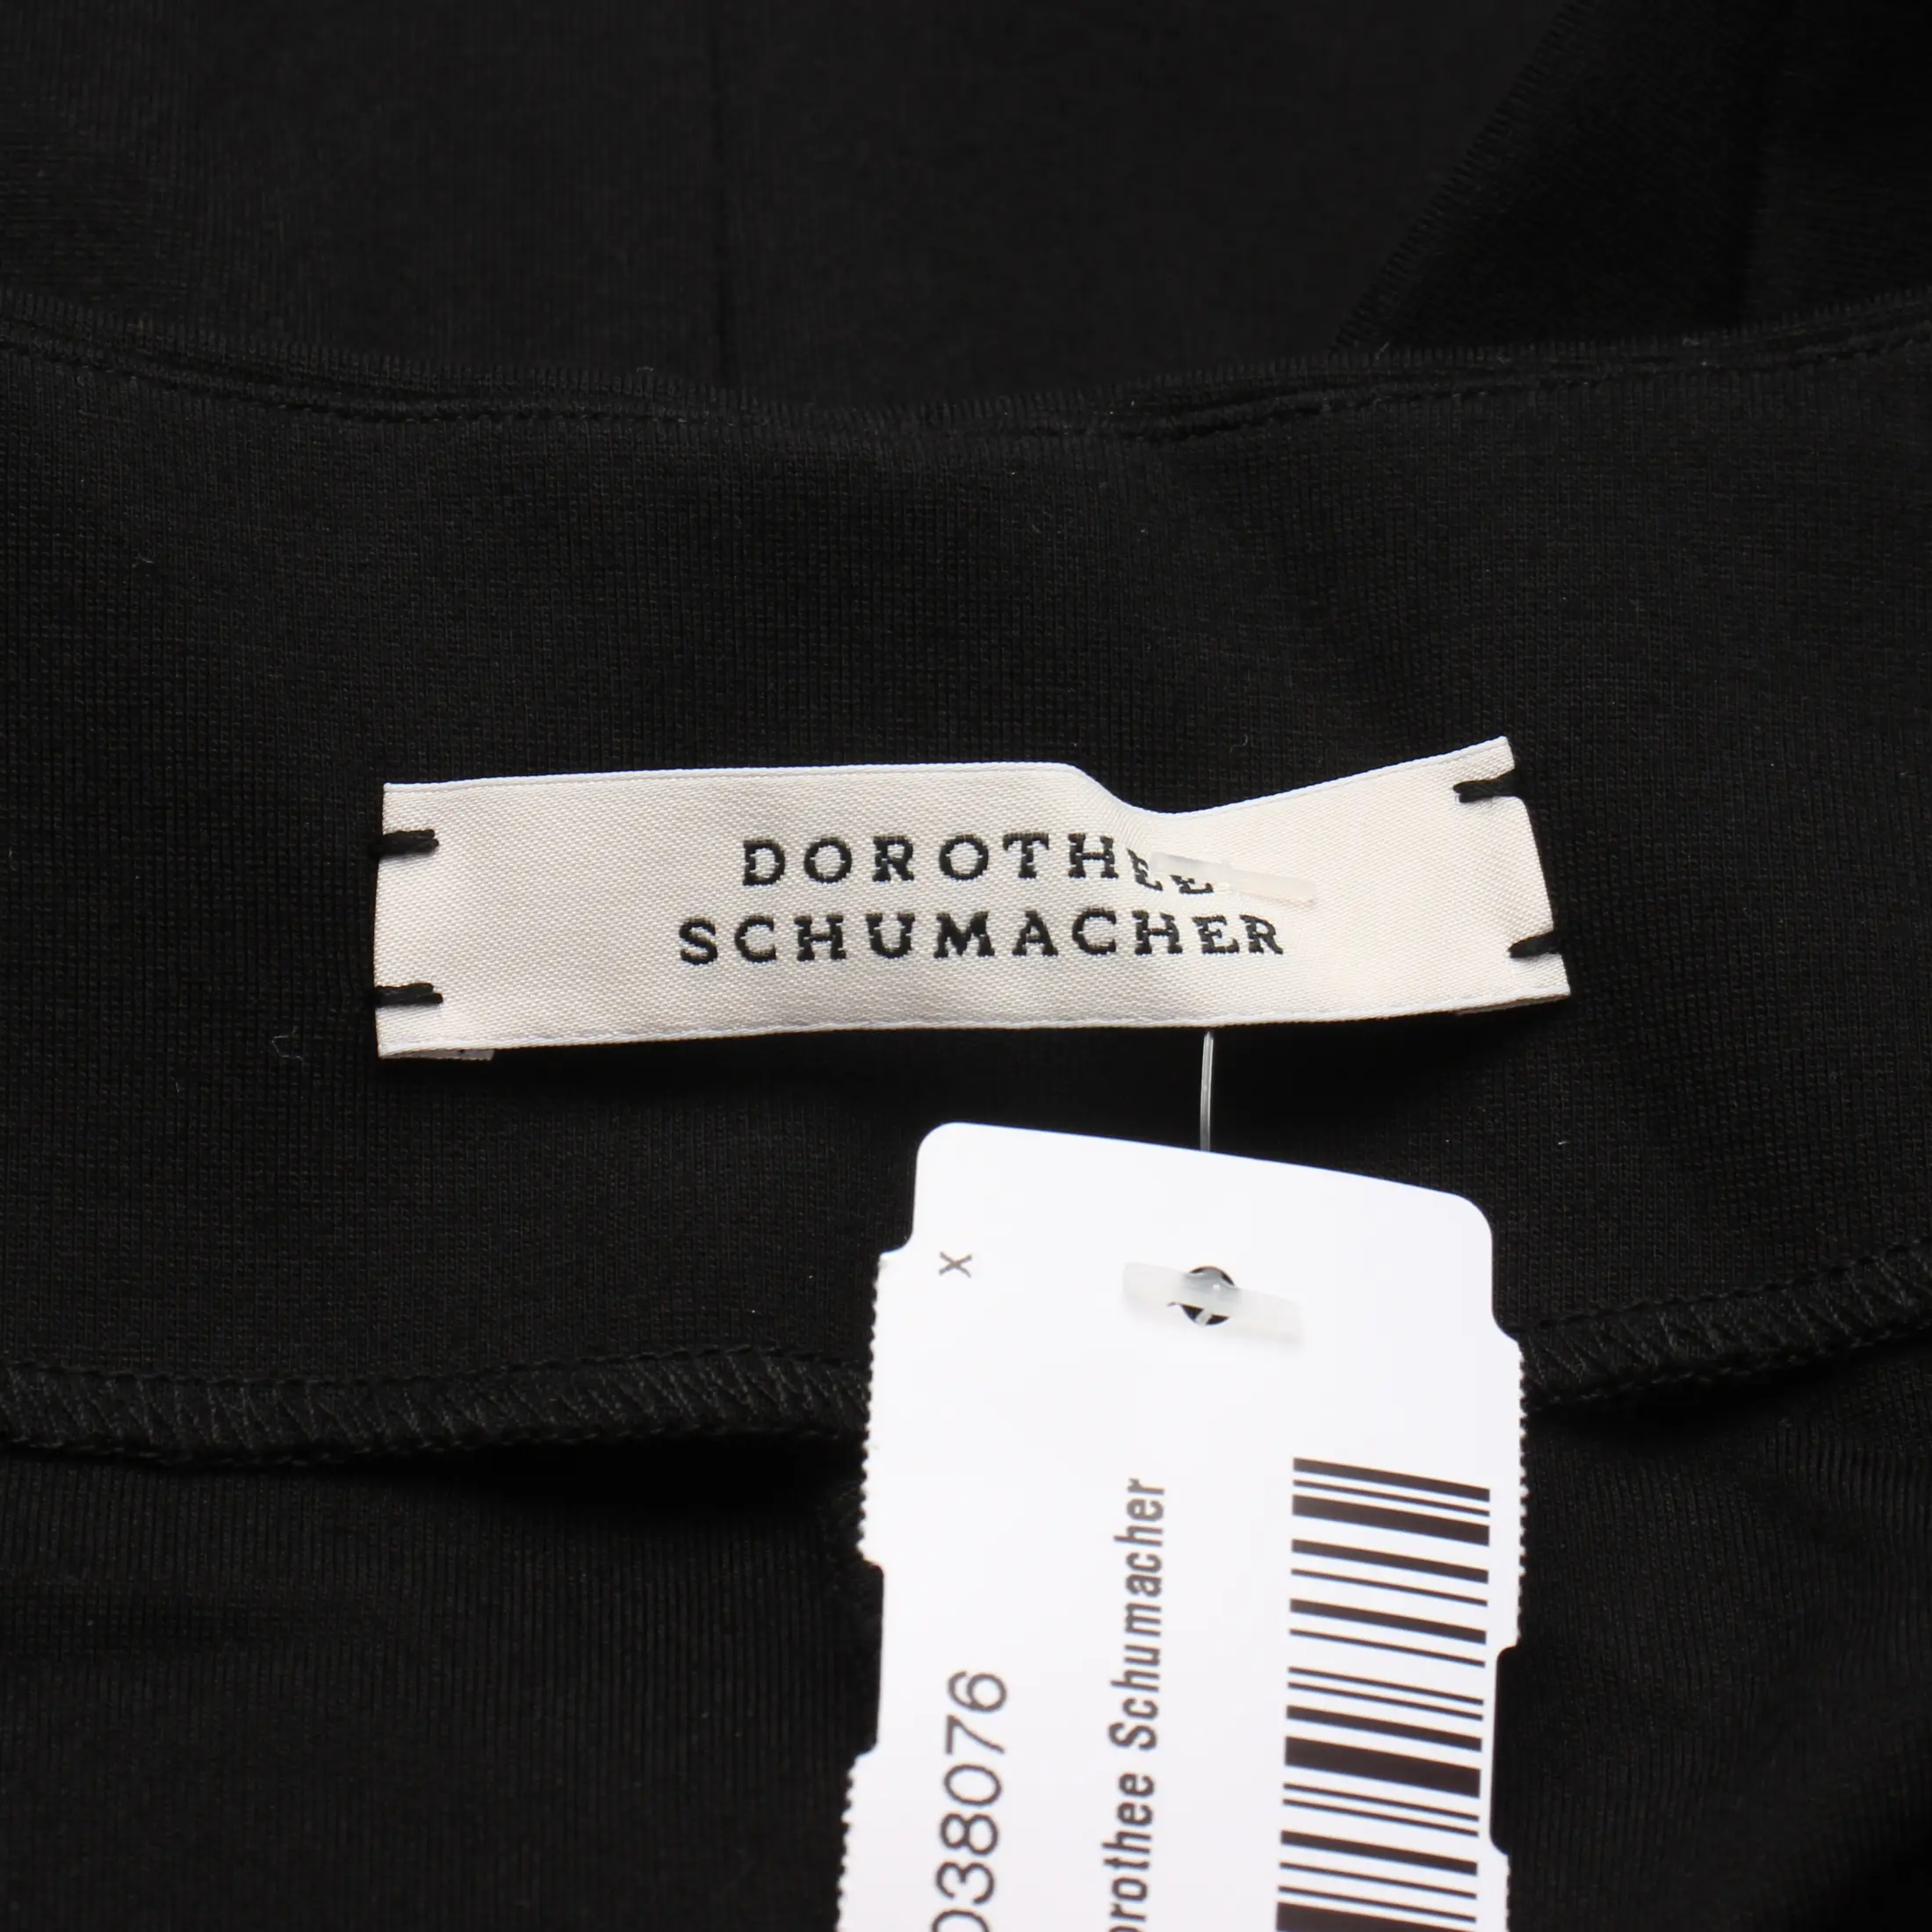 DOROTHEE
SCHUMACHER
x
038076
orothee Schumacher